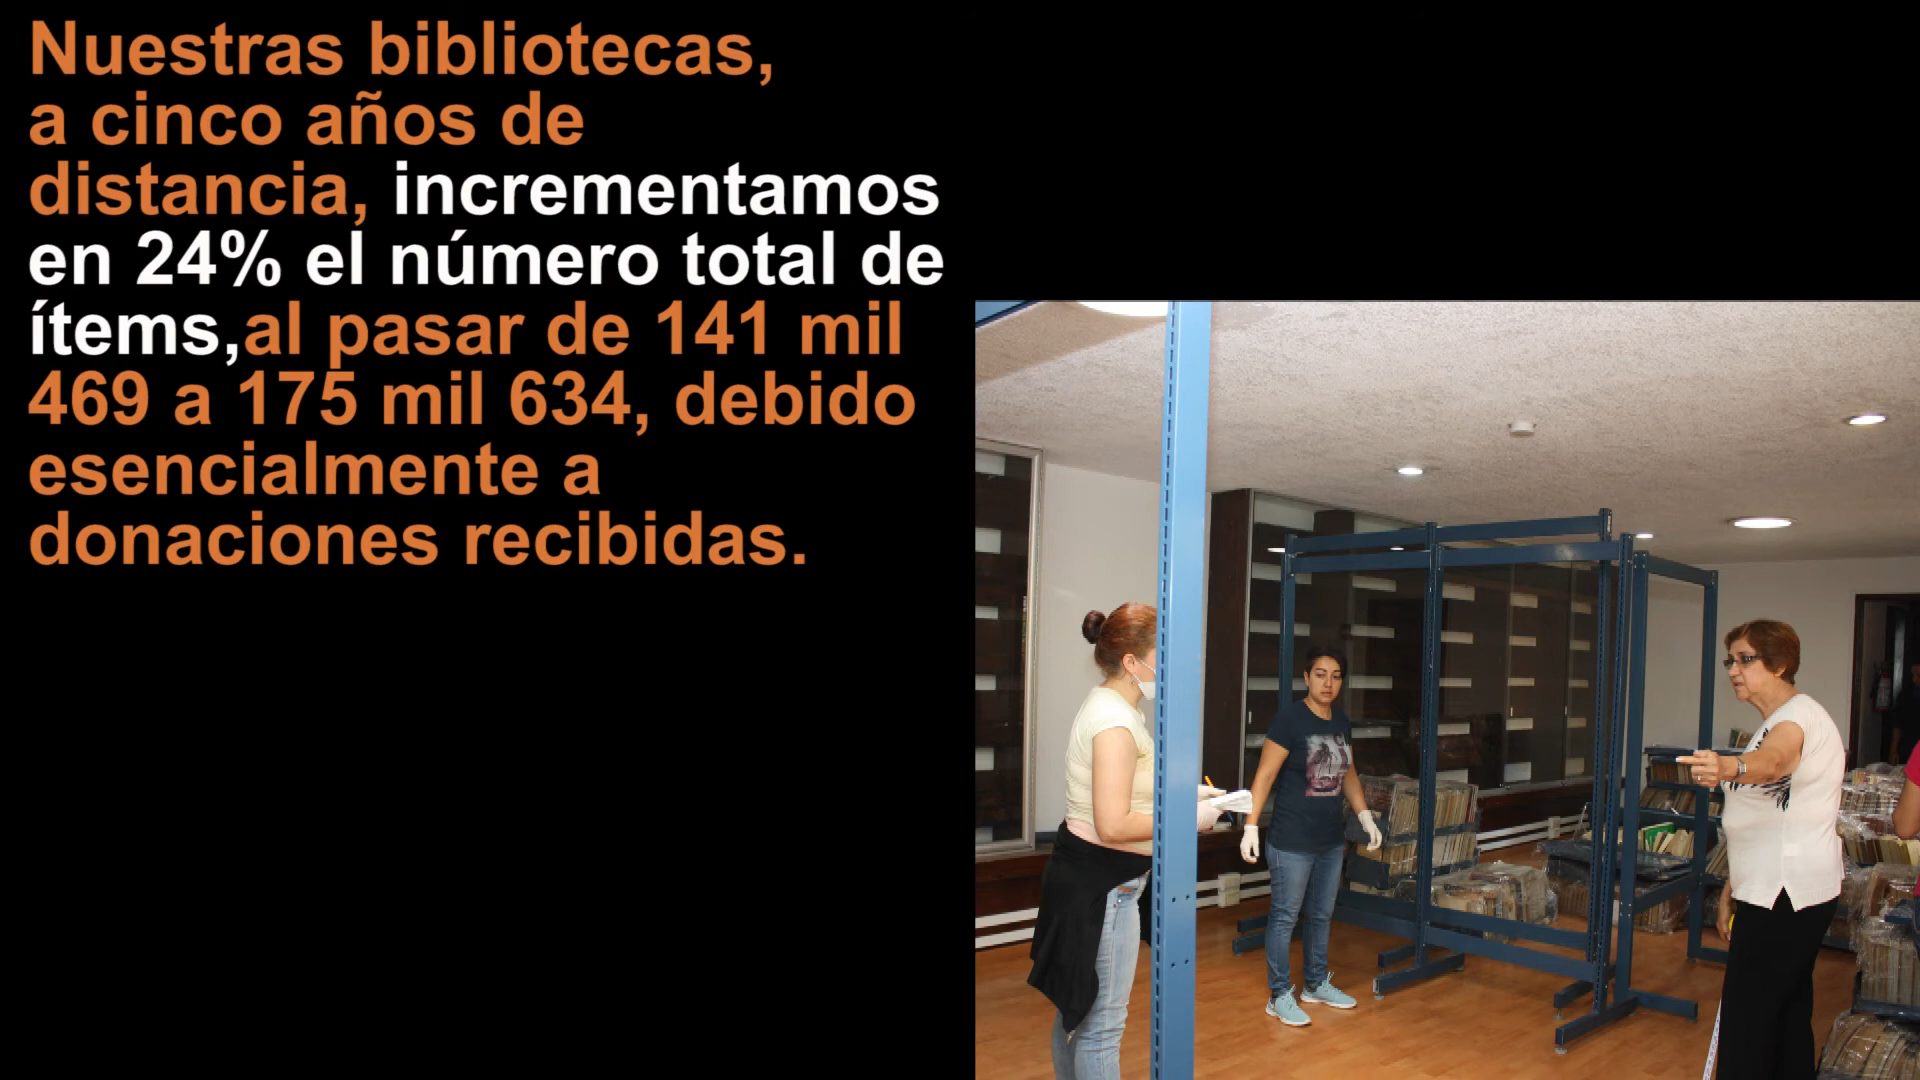 Nuestras bibliotecas,
a cinco años de
distancia, incrementamos
en 24% el número total de
ítems,al pasar de 141 mil
469 a 175 mil 634, debido
esencialmente a
donaciones recibidas.